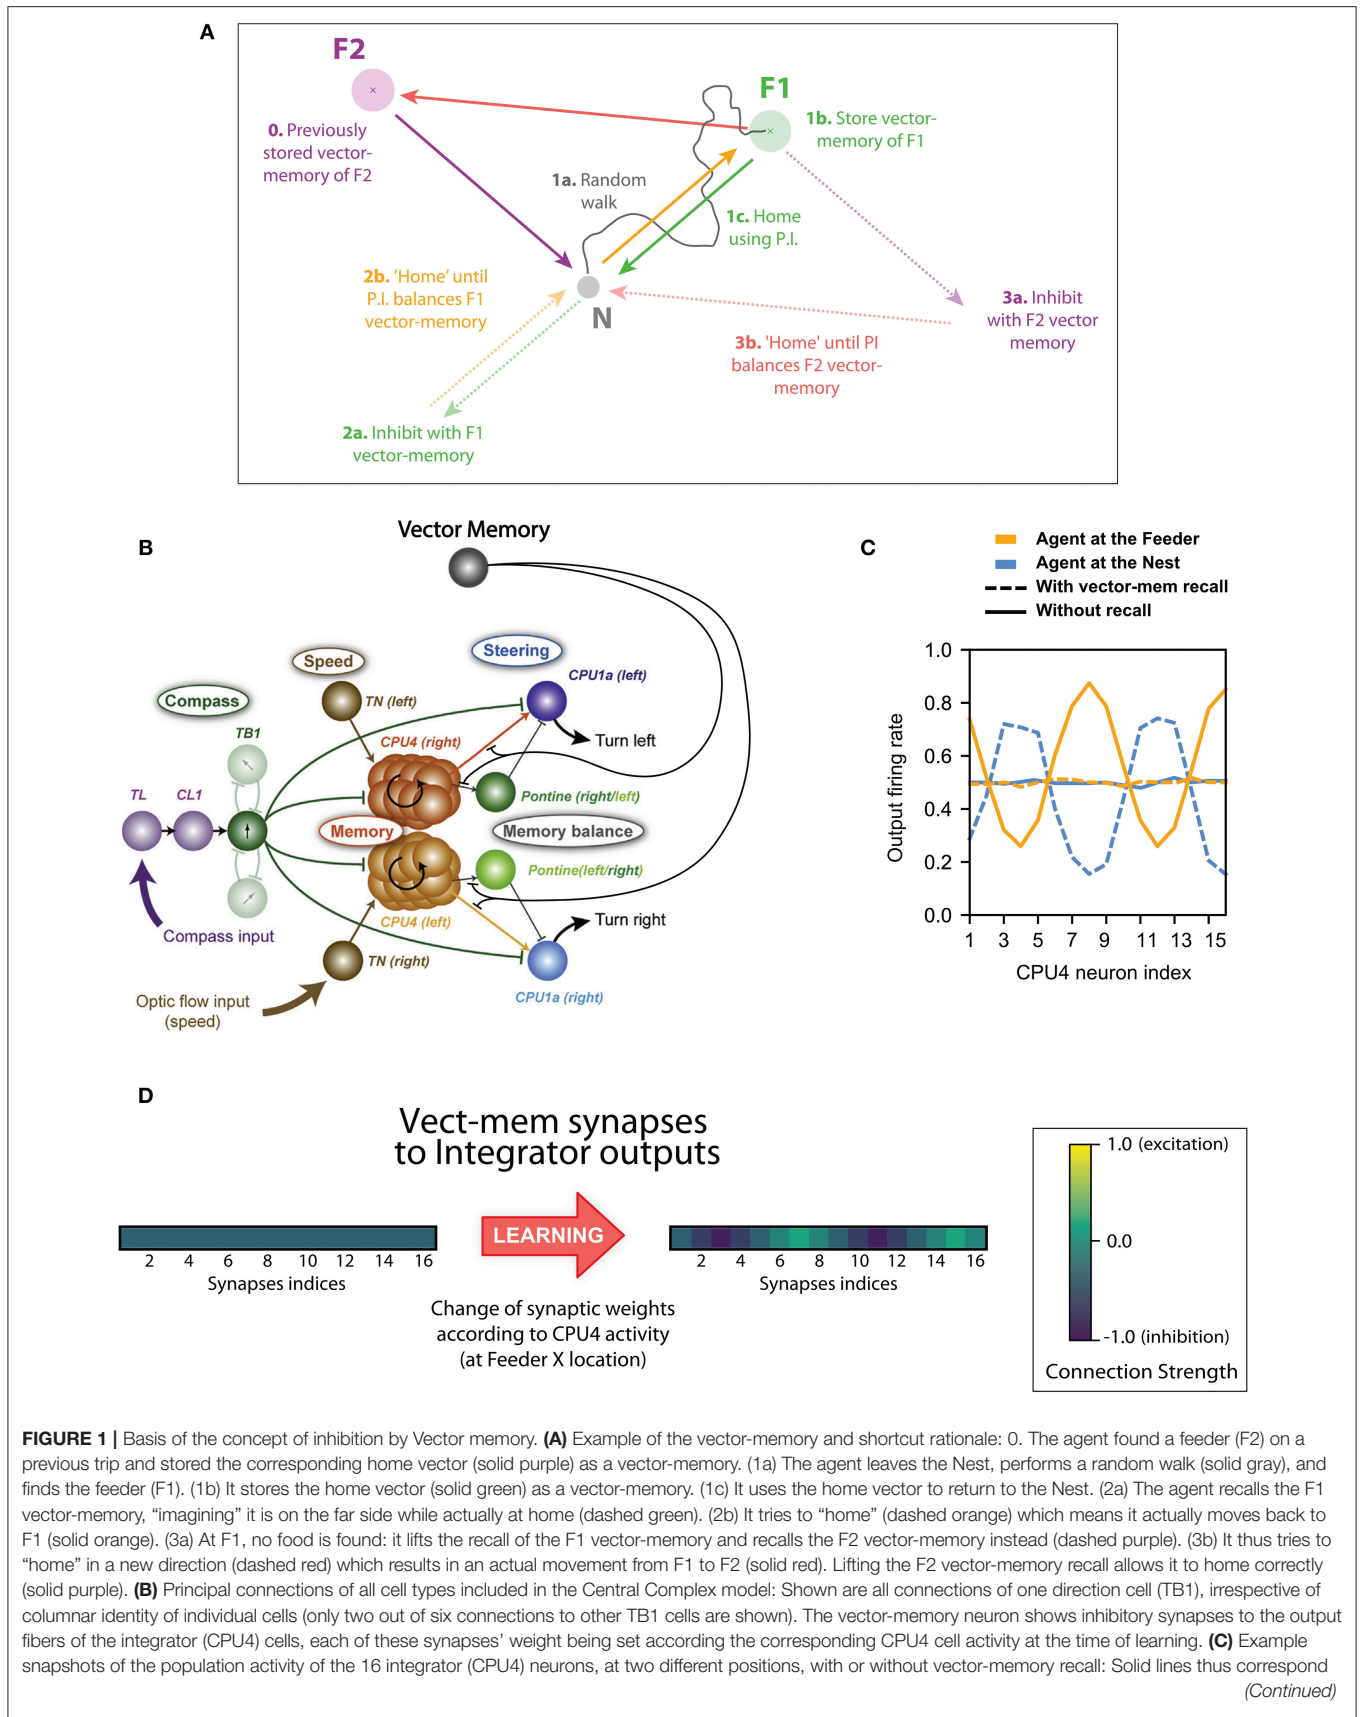 A
F2
F1
0. Previously
stored vector-
memory of F2
1b. Store vector-
memory of F1
1a. Random
walk
1c. Home
using P.I.
2b. 'Home' until
P.I. balances F1
vector-memory
N
3a. Inhibit
with F2 vector
memory
3b. 'Home' until PI
balances F2 vector-
memory
2a. Inhibit with F1
vector-memory
B
Vector Memory
Speed
Steering
Compass
TN (left)
CPU1a (left)
TB1
CPU4 (right)
Turn left
TL
CL1
Pontine (right/left)
Memory
Memory balance
Pontine(left/right)
CPU4 (left)
Turn right
Compass input
TN (right)
CPU1a (right)
Optic flow input
(speed)
C
Agent at the Feeder
Agent at the Nest
With vector-mem recall
Without recall
1.0
0.8
0.6
0.4
0.2
0.0
Output firing rate
1 3 5 7 9 11 13 15
CPU4 neuron index
D
Vect-mem synapses
to Integrator outputs
LEARNING
2 4 6 8 10 12 14 16
Synapses indices
2 4 6 8 10 12 14 16
Synapses indices
Change of synaptic weights
according to CPU4 activity
(at Feeder X location)
1.0 (excitation)
0.0
-1.0 (inhibition)
Connection Strength
FIGURE 1 | Basis of the concept of inhibition by Vector memory. (A) Example of the vector-memory and shortcut rationale: 0. The agent found a feeder (F2) on a
previous trip and stored the corresponding home vector (solid purple) as a vector-memory. (1a) The agent leaves the Nest, performs a random walk (solid gray), and
finds the feeder (F1). (1b) It stores the home vector (solid green) as a vector-memory. (1c) It uses the home vector to return to the Nest. (2a) The agent recalls the F1
vector-memory, “imagining” it is on the far side while actually at home (dashed green). (2b) It tries to “home” (dashed orange) which means it actually moves back to
F1 (solid orange). (3a) At F1, no food is found: it lifts the recall of the F1 vector-memory and recalls the F2 vector-memory instead (dashed purple). (3b) It thus tries to
“home” in a new direction (dashed red) which results in an actual movement from F1 to F2 (solid red). Lifting the F2 vector-memory recall allows it to home correctly
(solid purple). (B) Principal connections of all cell types included in the Central Complex model: Shown are all connections of one direction cell (TB1), irrespective of
columnar identity of individual cells (only two out of six connections to other TB1 cells are shown). The vector-memory neuron shows inhibitory synapses to the output
fibers of the integrator (CPU4) cells, each of these synapses’ weight being set according the corresponding CPU4 cell activity at the time of learning. (C) Example
snapshots of the population activity of the 16 integrator (CPU4) neurons, at two different positions, with or without vector-memory recall: Solid lines thus correspond
(Continued)